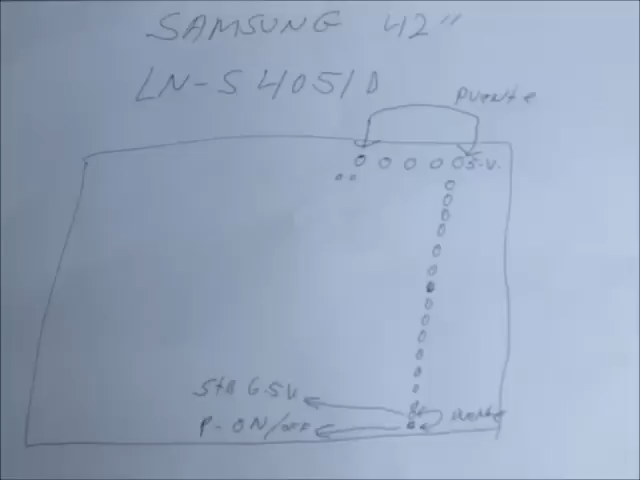 SAMSUNG 42"
LN-S4051D
PUENTE
5-V.
STB 6.5V
P-ON/OFF